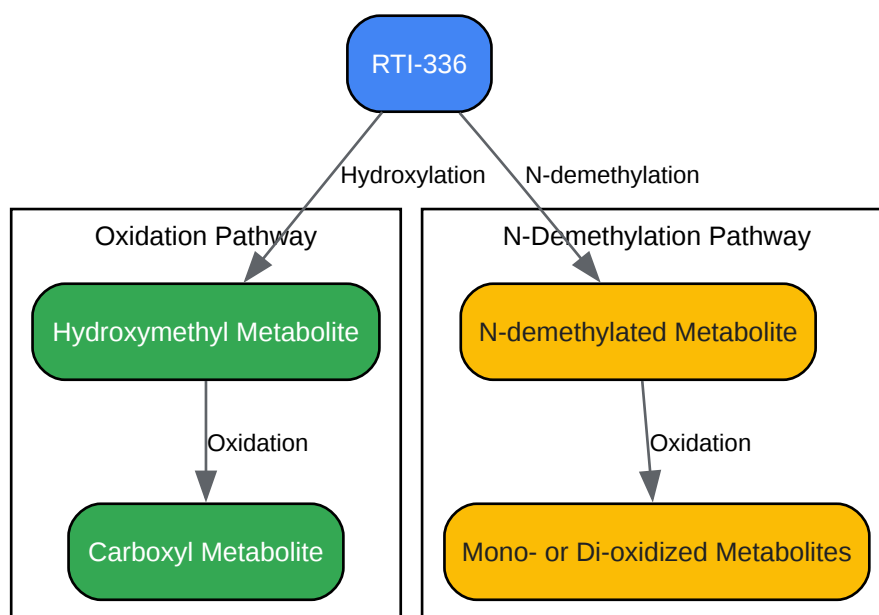 RTI-336
Hydroxylation
N-demethylation
Oxidation Pathway
N-Demethylation Pathway
Hydroxymethyl Metabolite
N-demethylated Metabolite
Oxidation
Oxidation
Carboxyl Metabolite
Mono- or Di-oxidized Metabolites